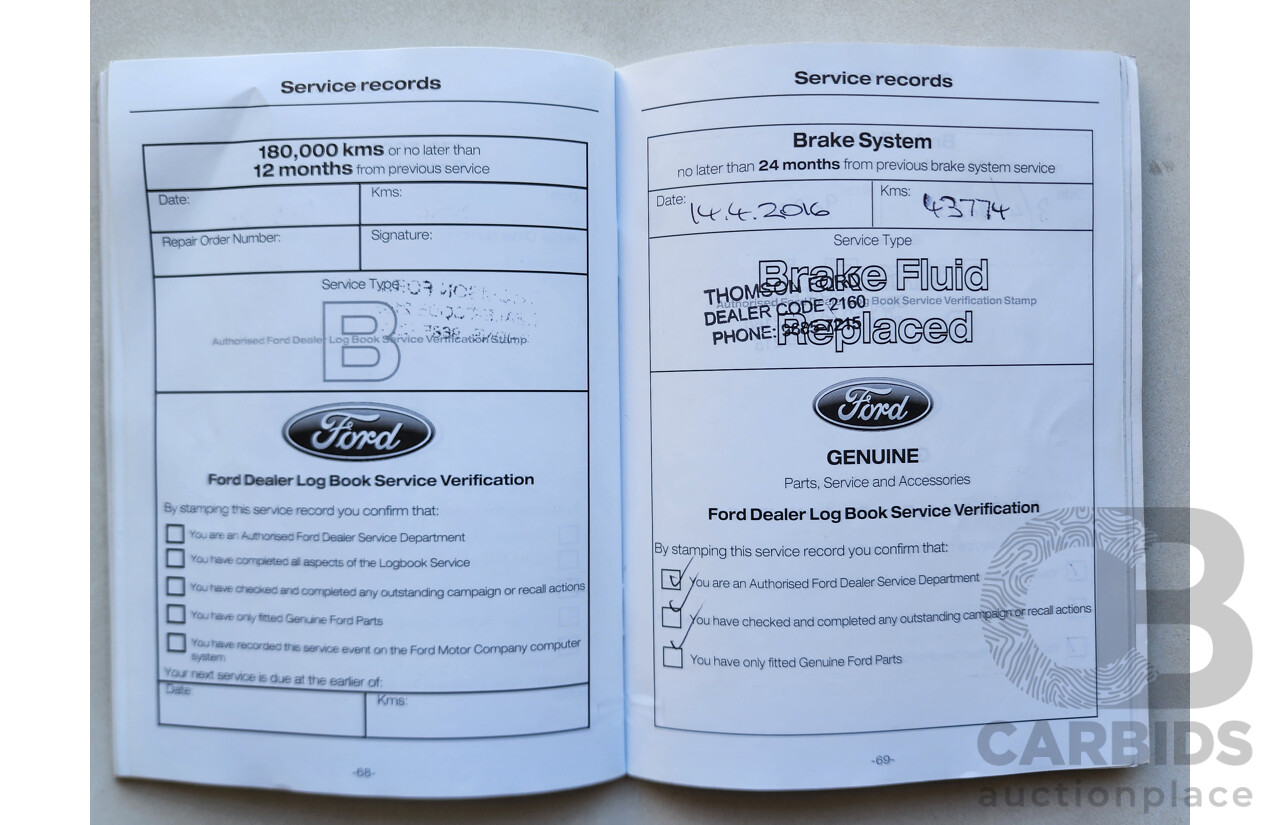 Service records
180,000 kms or no later than
12 months from previous service
Date:
Kms:
Repair Order Number:
Signature:
Service Type
B
Authorised Ford Dealer Log Book Service Verification Stamp
Ford
Ford Dealer Log Book Service Verification
By stamping this service record you confirm that:
You are an Authorised Ford Dealer Service Department
You have completed all aspects of the Logbook Service
You have checked and completed any outstanding campaign or recall actions
You have only fitted Genuine Ford Parts
You have recorded this service event on the Ford Motor Company computer
system
Your next service is due at the earlier of:
Date:
Kms:
-68-
Service records
Brake System
no later than 24 months from previous brake system service
Date: 14.4.2016
Kms: 43774
Service Type
Brake Fluid
Replaced
Log Book Service Verification Stamp
THOMSON FORD
DEALER CODE 2160
PHONE:
Ford
GENUINE
Parts, Service and Accessories
Ford Dealer Log Book Service Verification
By stamping this service record you confirm that:
You are an Authorised Ford Dealer Service Department
You have checked and completed any outstanding campaign or recall actions
You have only fitted Genuine Ford Parts
-69-
CB
CARBIDS
auctionplace